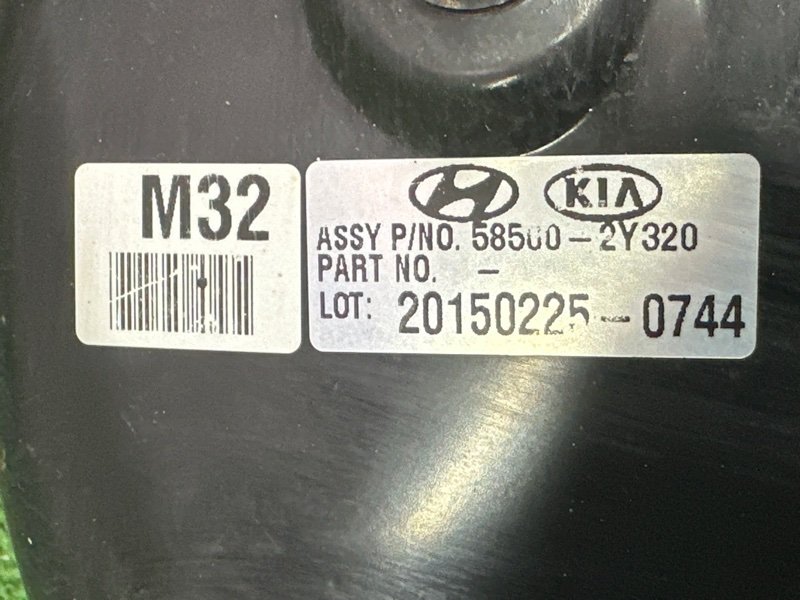 M32
KIA
ASSY P/NO. 58500-2Y320
PART NO. -
LOT: 20150225-0744